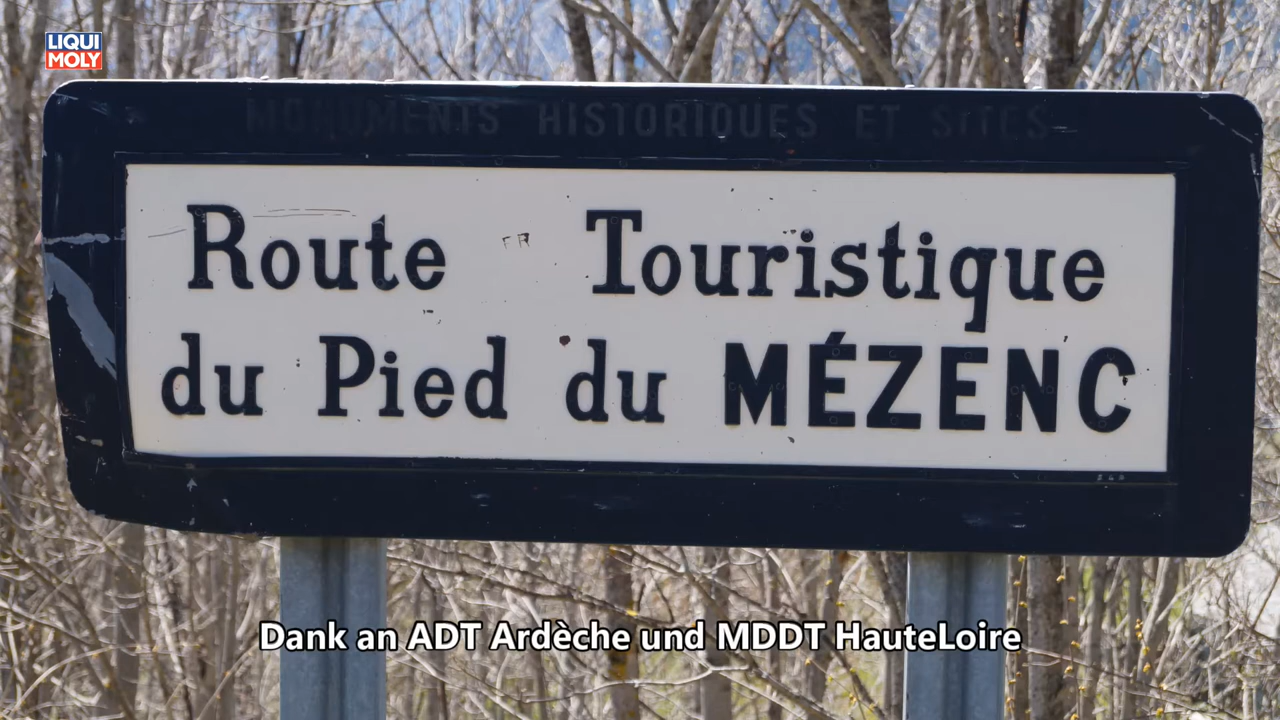 LIQUI
MOLY
MONUMENTS HISTORIQUES ET SITES
Route Touristique
du Pied du MÉZENC
Dank an ADT Ardèche und MDDT HauteLoire